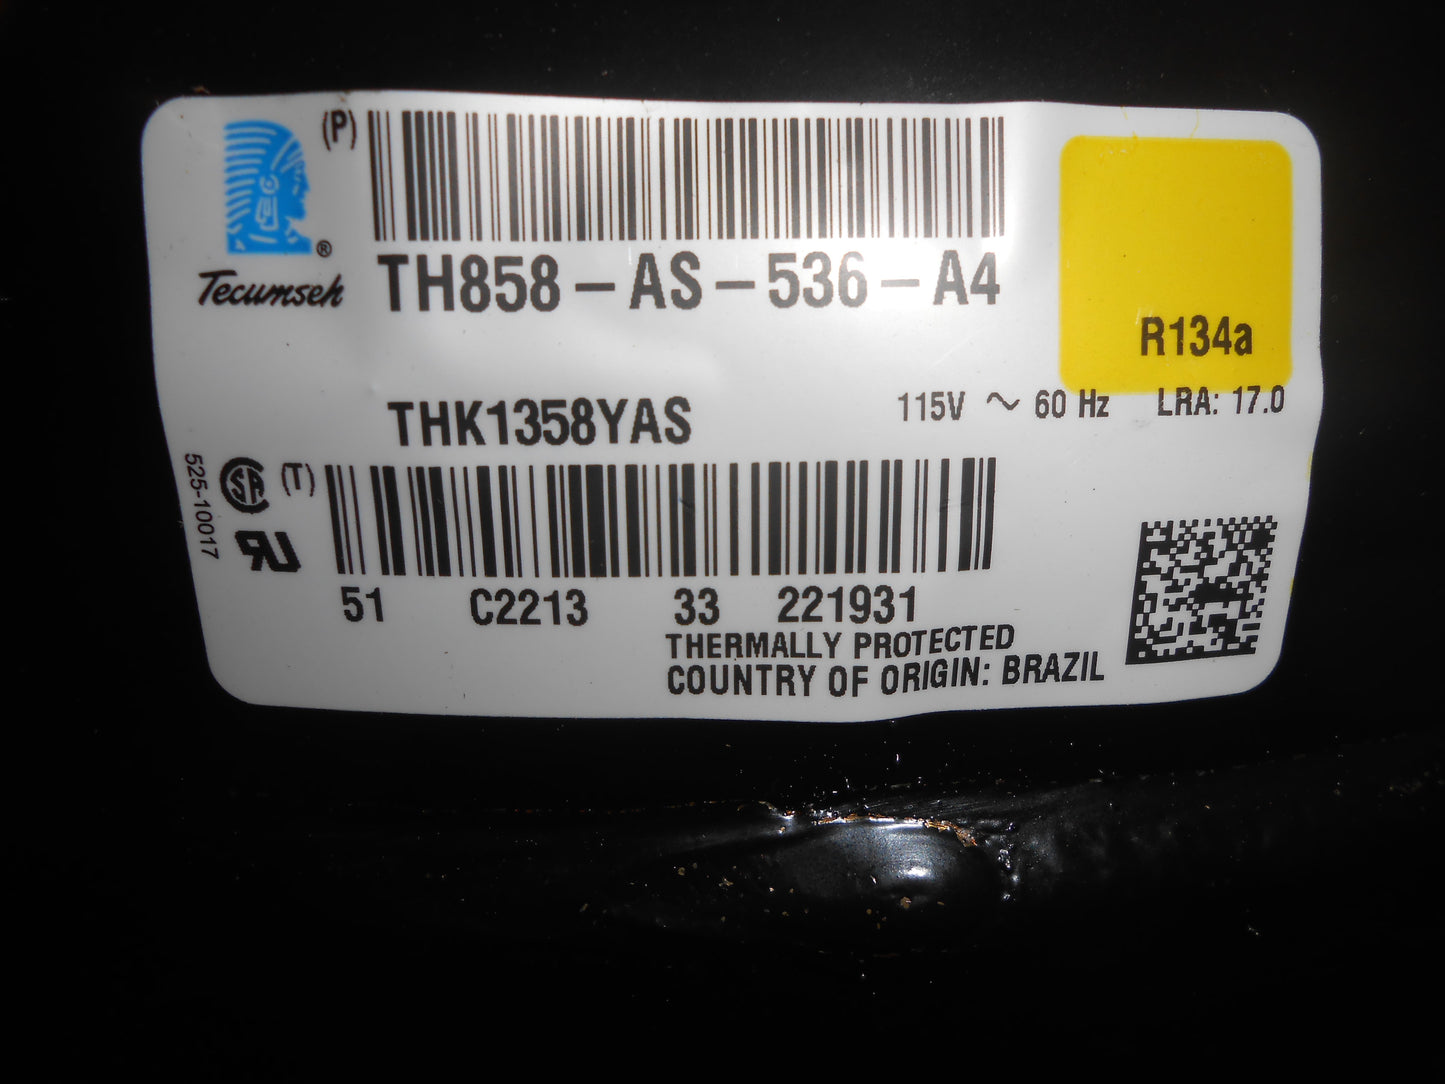 (P)
®
Tecumseh
TH858-AS-536-A4
R134a
THK1358YAS
115V ~ 60 Hz LRA: 17.0
525-10017
(T)
51 C2213 33 221931
THERMALLY PROTECTED
COUNTRY OF ORIGIN: BRAZIL